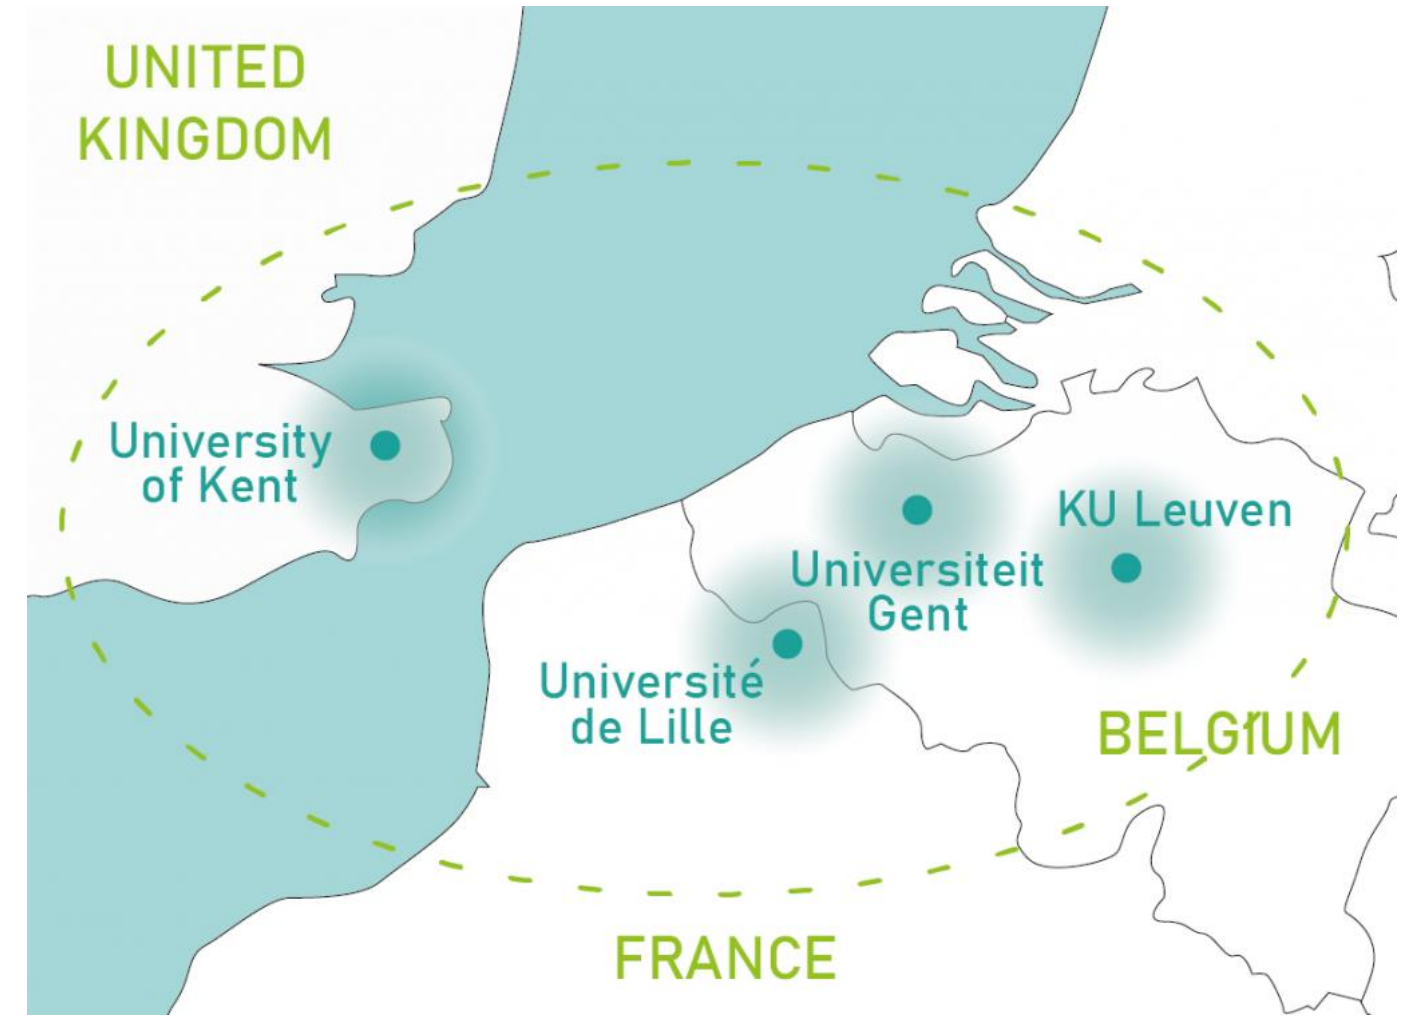 UNITED
KINGDOM
University
of Kent
KU Leuven
Universiteit
Gent
Université
de Lille
BELGIUM
FRANCE